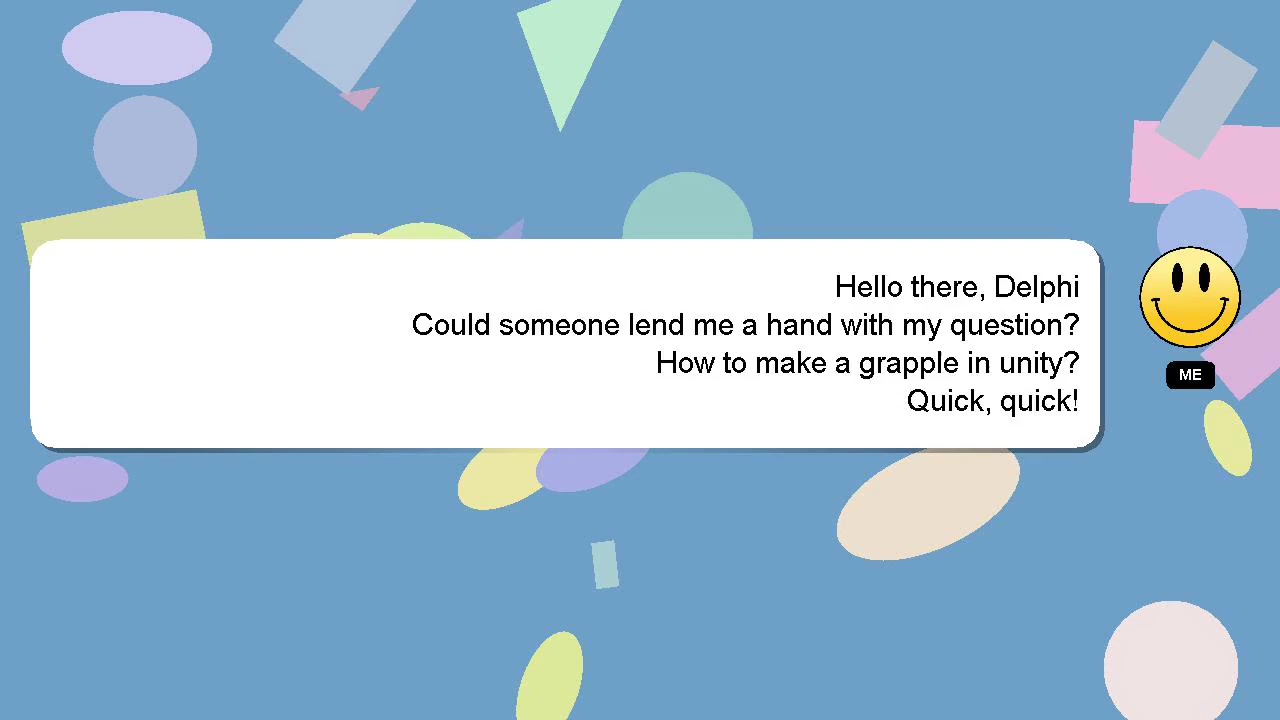 Hello there, Delphi
Could someone lend me a hand with my question?
How to make a grapple in unity?
Quick, quick!
ME